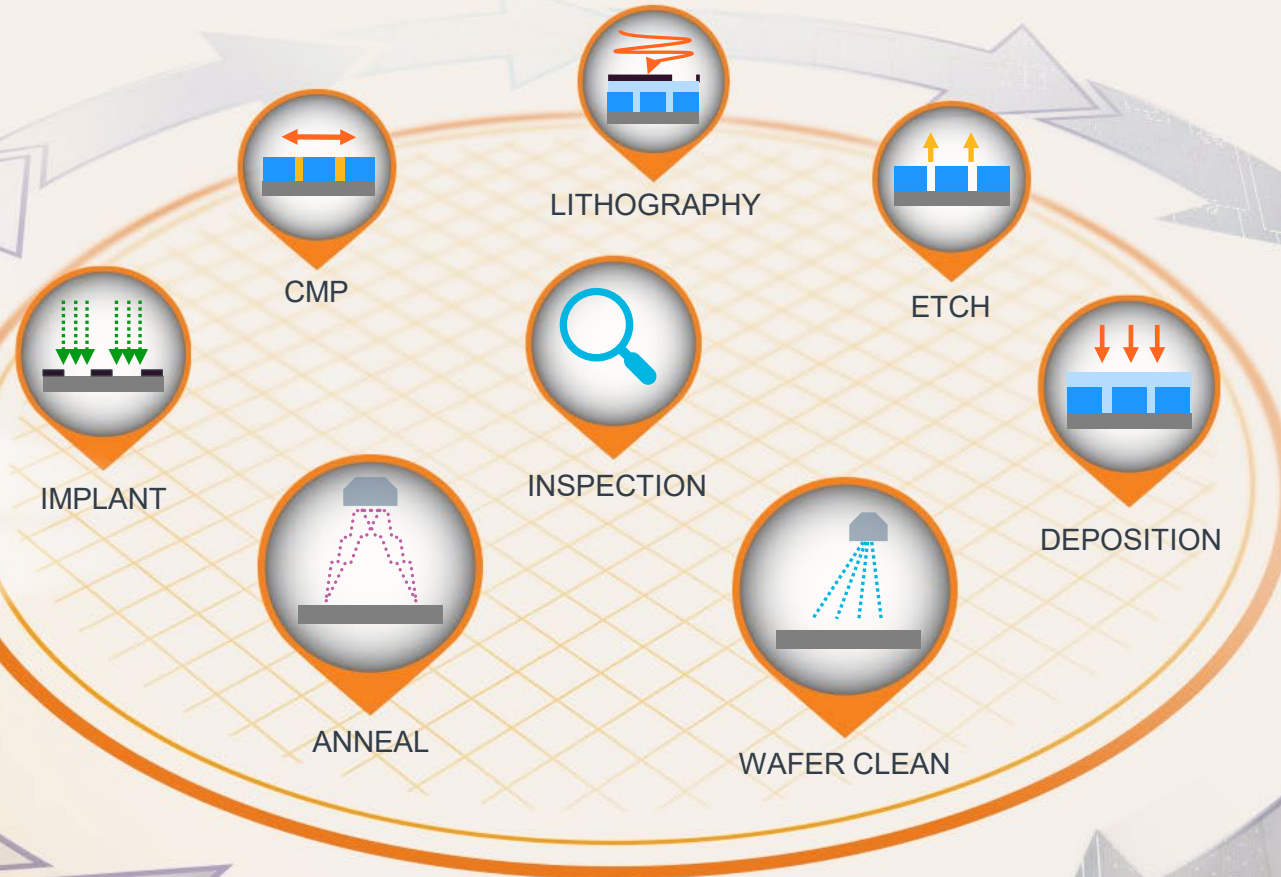 LITHOGRAPHY
CMP
ETCH
IMPLANT
INSPECTION
DEPOSITION
ANNEAL
WAFER CLEAN